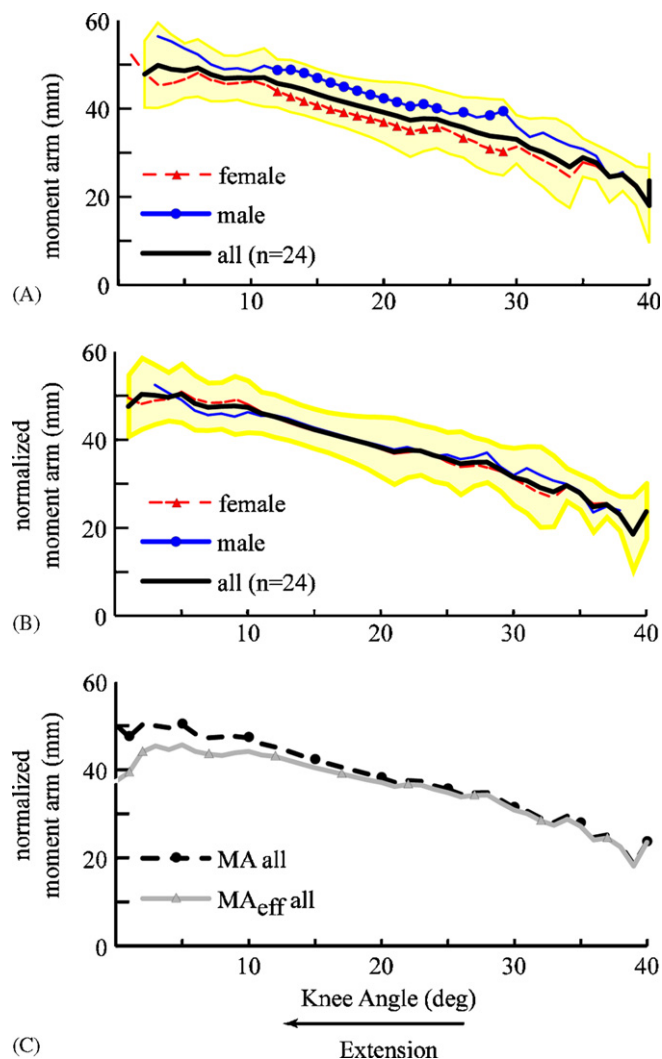 60
40
20
0
moment arm (mm)
female
male
all (n=24)
10
20
30
40
(A)
60
40
20
0
normalized
moment arm (mm)
female
male
all (n=24)
10
20
30
40
(B)
60
40
20
0
normalized
moment arm (mm)
MA all
MAeff all
10
20
30
40
Knee Angle (deg)
(C)
Extension